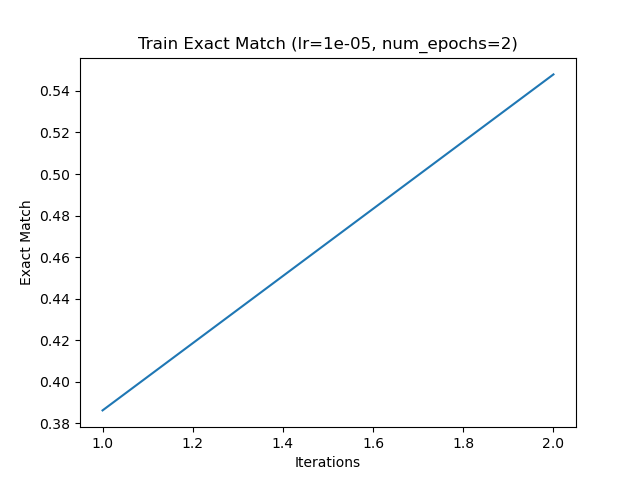 Train Exact Match (lr=1e-05, num_epochs=2)
Exact Match
0.54
0.52
0.50
0.48
0.46
0.44
0.42
0.40
0.38
1.0 1.2 1.4 1.6 1.8 2.0
Iterations